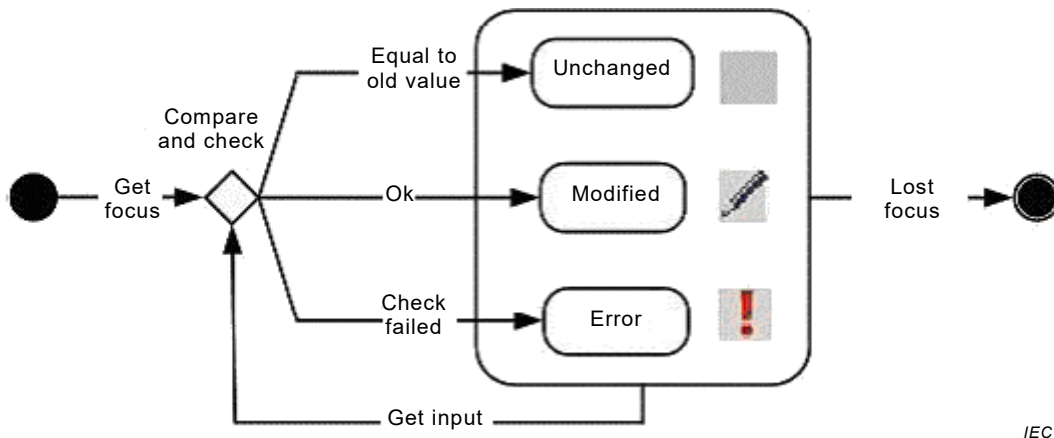 Equal to
old value
Unchanged
Compare
and check
Get
focus
Ok
Modified
Lost
focus
Check
failed
Error
Get input
IEC